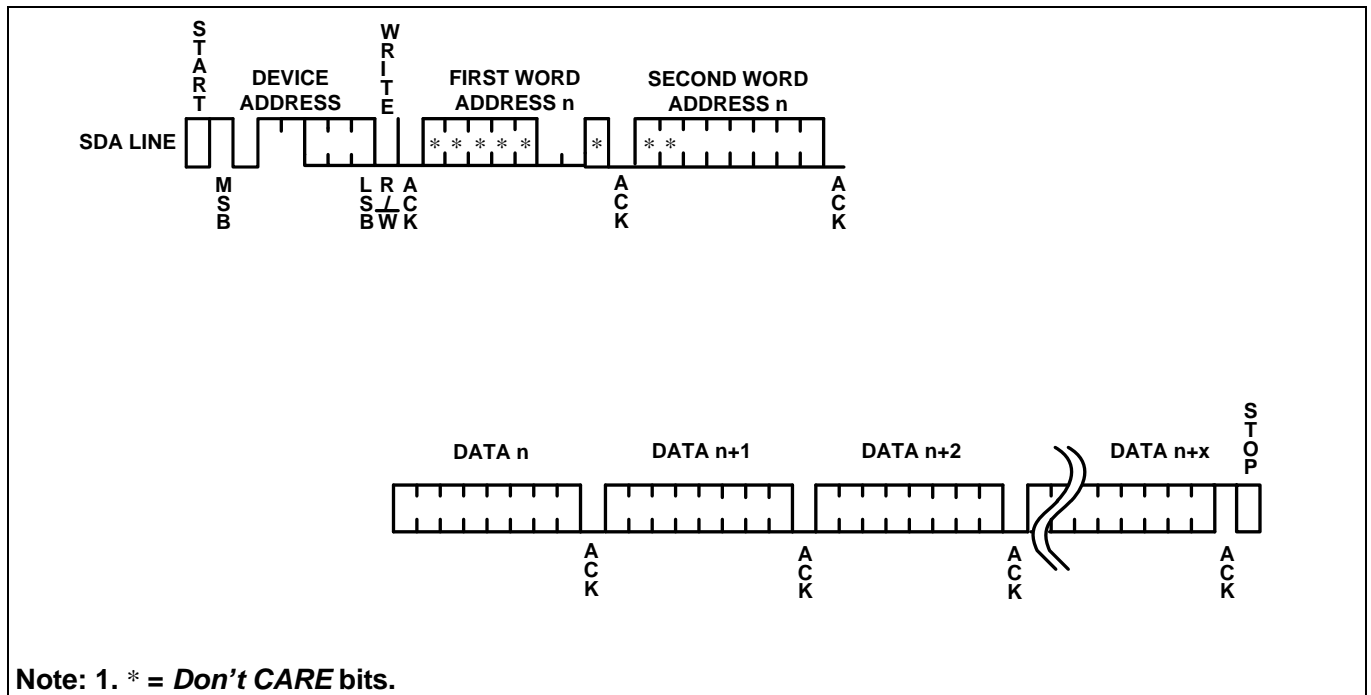 START
WRITE
DEVICE
ADDRESS
FIRST WORD
ADDRESS n
SECOND WORD
ADDRESS n
SDA LINE
* * * * *
*
* *
MSB
LSB
R/W
ACK
ACK
ACK
DATA n
DATA n+1
DATA n+2
DATA n+x
STOP
ACK
ACK
ACK
ACK
Note: 1. * = Don't CARE bits.